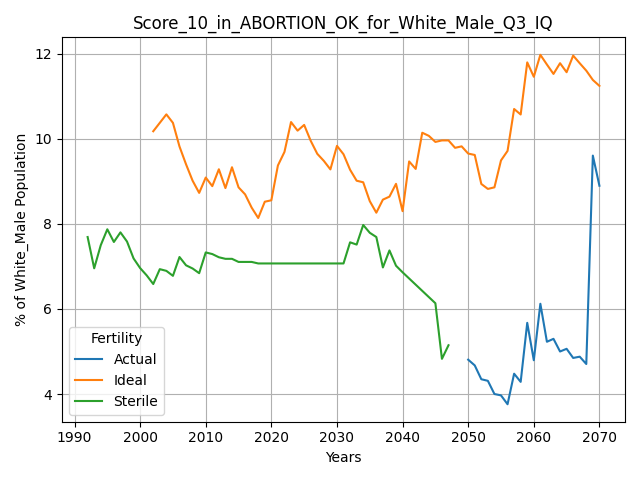 Score_10_in_ABORTION_OK_for_White_Male_Q3_IQ
% of White_Male Population
12
10
8
6
4
Fertility
Actual
Ideal
Sterile
1990 2000 2010 2020 2030 2040 2050 2060 2070
Years